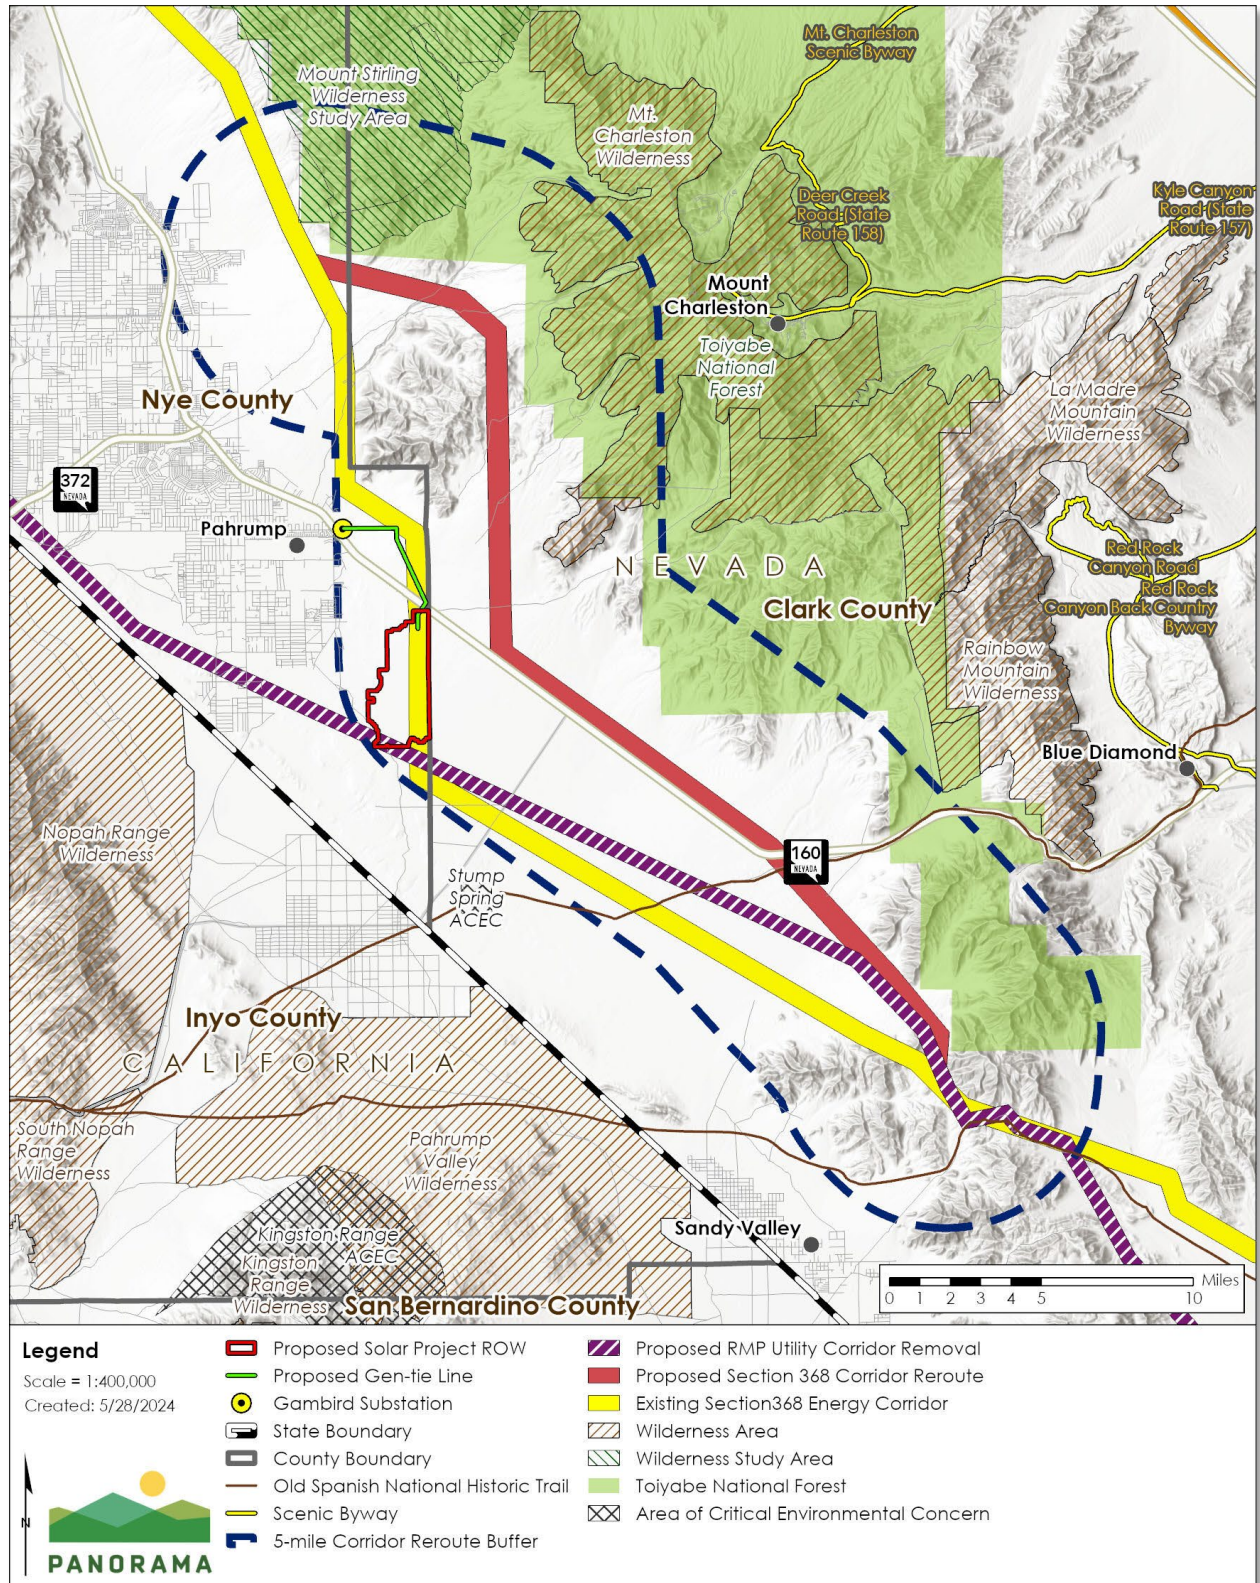 Mt. Charleston
Scenic Byway
Mount Stirling
Wilderness
Study Area
Mt.
Charleston
Wilderness
Deer Creek
Road (State
Route 158)
Kyle Canyon
Road (State
Route 157)
Mount
Charleston
Toiyabe
National
Forest
Nye County
La Madre
Mountain
Wilderness
372
NEVADA
Pahrump
NEVADA
Red Rock
Canyon Road
Red Rock
Canyon Back Country
Byway
Clark County
Rainbow
Mountain
Wilderness
Blue Diamond
Nopah Range
Wilderness
160
NEVADA
Stump
Spring
ACEC
Inyo County
CALIFORNIA
South Nopah
Range
Wilderness
Pahrump
Valley
Wilderness
Kingston Range
ACEC
Kingston
Range
Wilderness
Sandy Valley
San Bernardino County
Miles
0 1 2 3 4 5 10
Legend
Scale = 1:400,000
Created: 5/28/2024
N
PANORAMA
Proposed Solar Project ROW
Proposed Gen-tie Line
Gambird Substation
State Boundary
County Boundary
Old Spanish National Historic Trail
Scenic Byway
5-mile Corridor Reroute Buffer
Proposed RMP Utility Corridor Removal
Proposed Section 368 Corridor Reroute
Existing Section368 Energy Corridor
Wilderness Area
Wilderness Study Area
Toiyabe National Forest
Area of Critical Environmental Concern